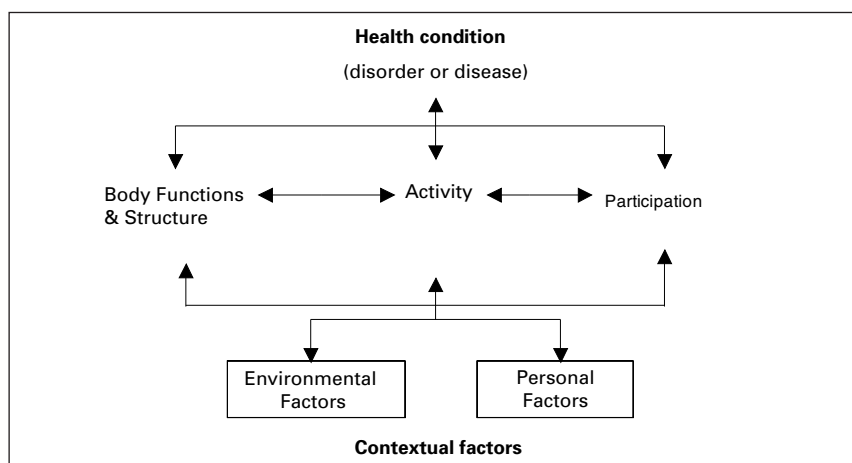 Health condition
(disorder or disease)
Body Functions
& Structure
Activity
Participation
Environmental
Factors
Personal
Factors
Contextual factors